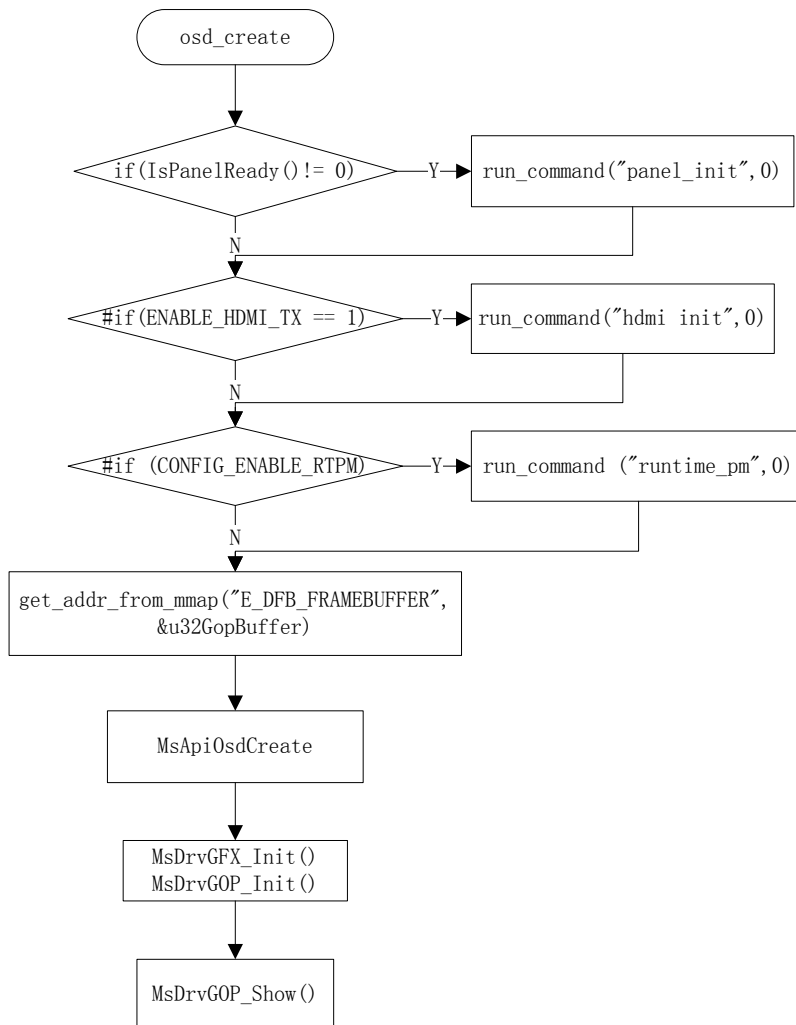 osd_create
if(IsPanelReady()!= 0)
Y
run_command("panel_init",0)
N
#if(ENABLE_HDMI_TX == 1)
Y
run_command("hdmi init",0)
N
#if (CONFIG_ENABLE_RTPM)
Y
run_command ("runtime_pm",0)
N
get_addr_from_mmap("E_DFB_FRAMEBUFFER",
&u32GopBuffer)
MsApiOsdCreate
MsDrvGFX_Init()
MsDrvGOP_Init()
MsDrvGOP_Show()